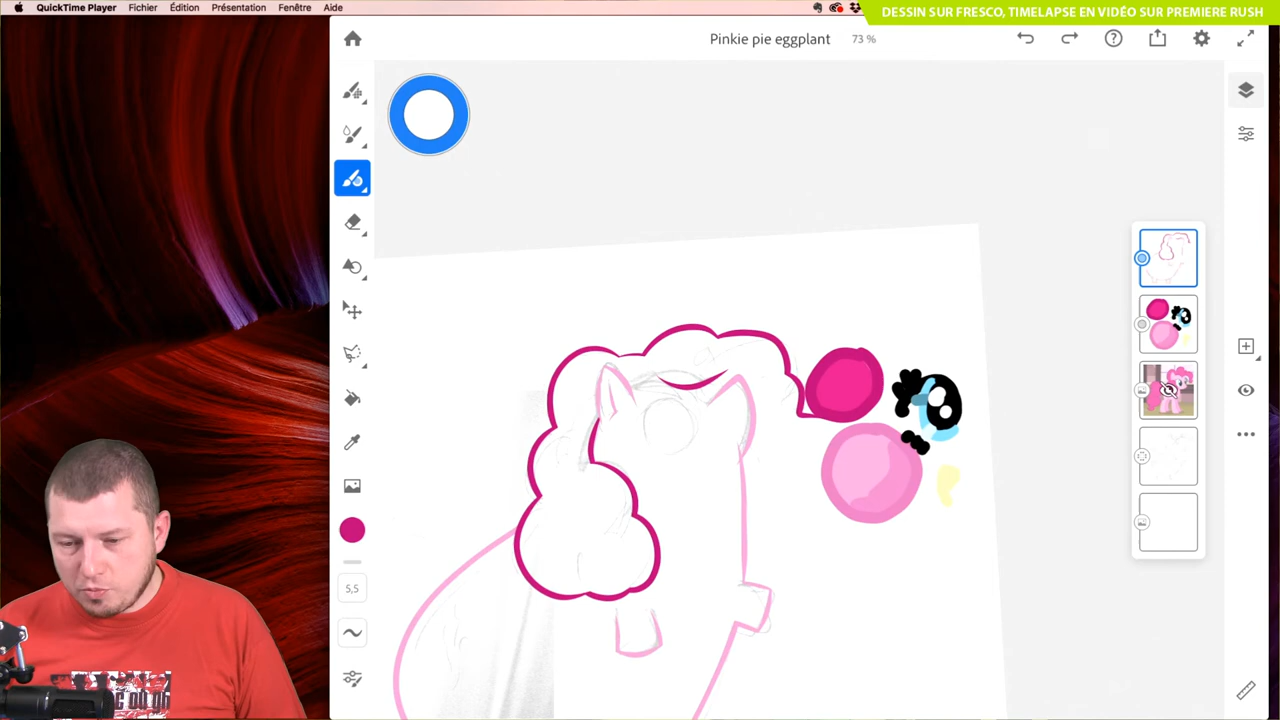 QuickTime Player Fichier Édition Présentation Fenêtre Aide
DESSIN SUR FRESCO, TIMELAPSE EN VIDÉO SUR PREMIERE RUSH
Pinkie pie eggplant 73 %
5,5